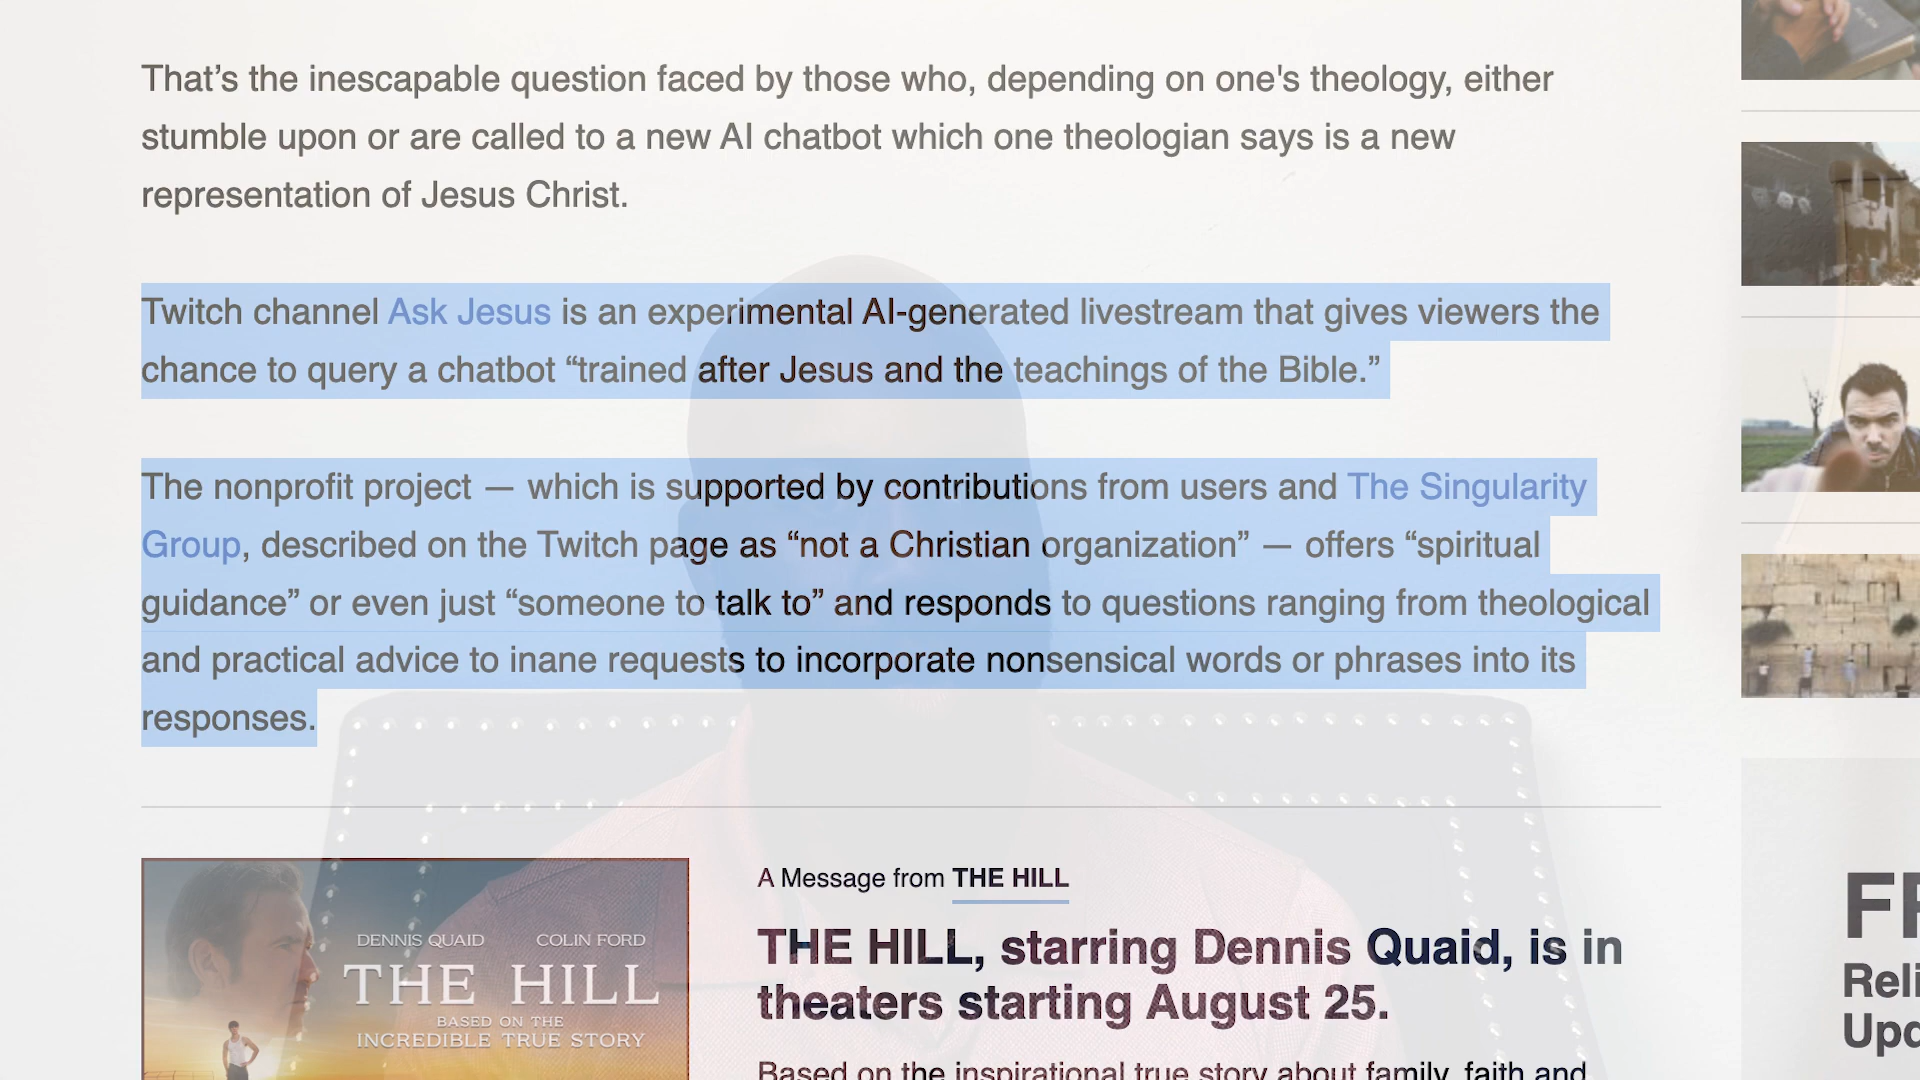 That’s the inescapable question faced by those who, depending on one's theology, either
stumble upon or are called to a new AI chatbot which one theologian says is a new
representation of Jesus Christ.
Twitch channel Ask Jesus is an experimental AI-generated livestream that gives viewers the
chance to query a chatbot “trained after Jesus and the teachings of the Bible.”
The nonprofit project — which is supported by contributions from users and The Singularity
Group, described on the Twitch page as “not a Christian organization” — offers “spiritual
guidance” or even just “someone to talk to” and responds to questions ranging from theological
and practical advice to inane requests to incorporate nonsensical words or phrases into its
responses.
DENNIS QUAID COLIN FORD
THE HILL
BASED ON THE
INCREDIBLE TRUE STORY
A Message from THE HILL
THE HILL, starring Dennis Quaid, is in
theaters starting August 25.
Based on the inspirational true story about family, faith and